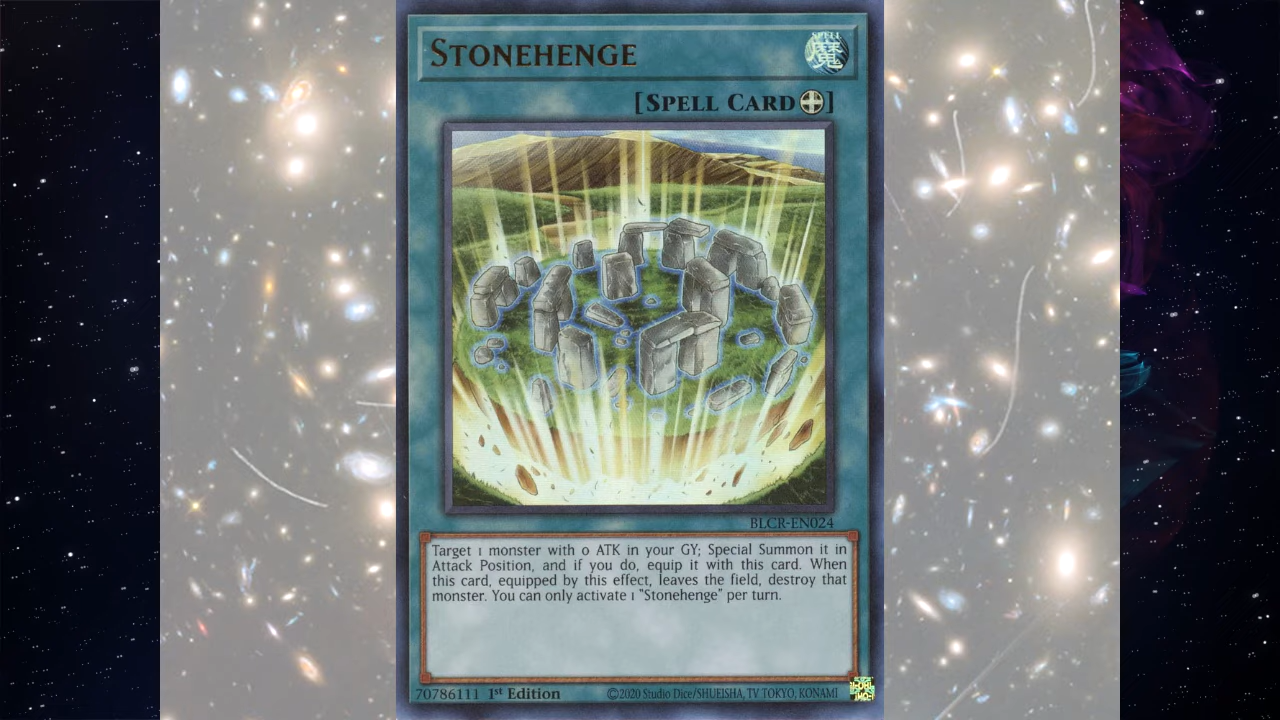 STONEHENGE
SPELL
魔
[SPELL CARD]
BLCR-EN024
Target 1 monster with 0 ATK in your GY; Special Summon it in
Attack Position, and if you do, equip it with this card. When
this card, equipped by this effect, leaves the field, destroy that
monster. You can only activate 1 "Stonehenge" per turn.
70786111 1st Edition ©2020 Studio Dice/SHUEISHA, TV TOKYO, KONAMI